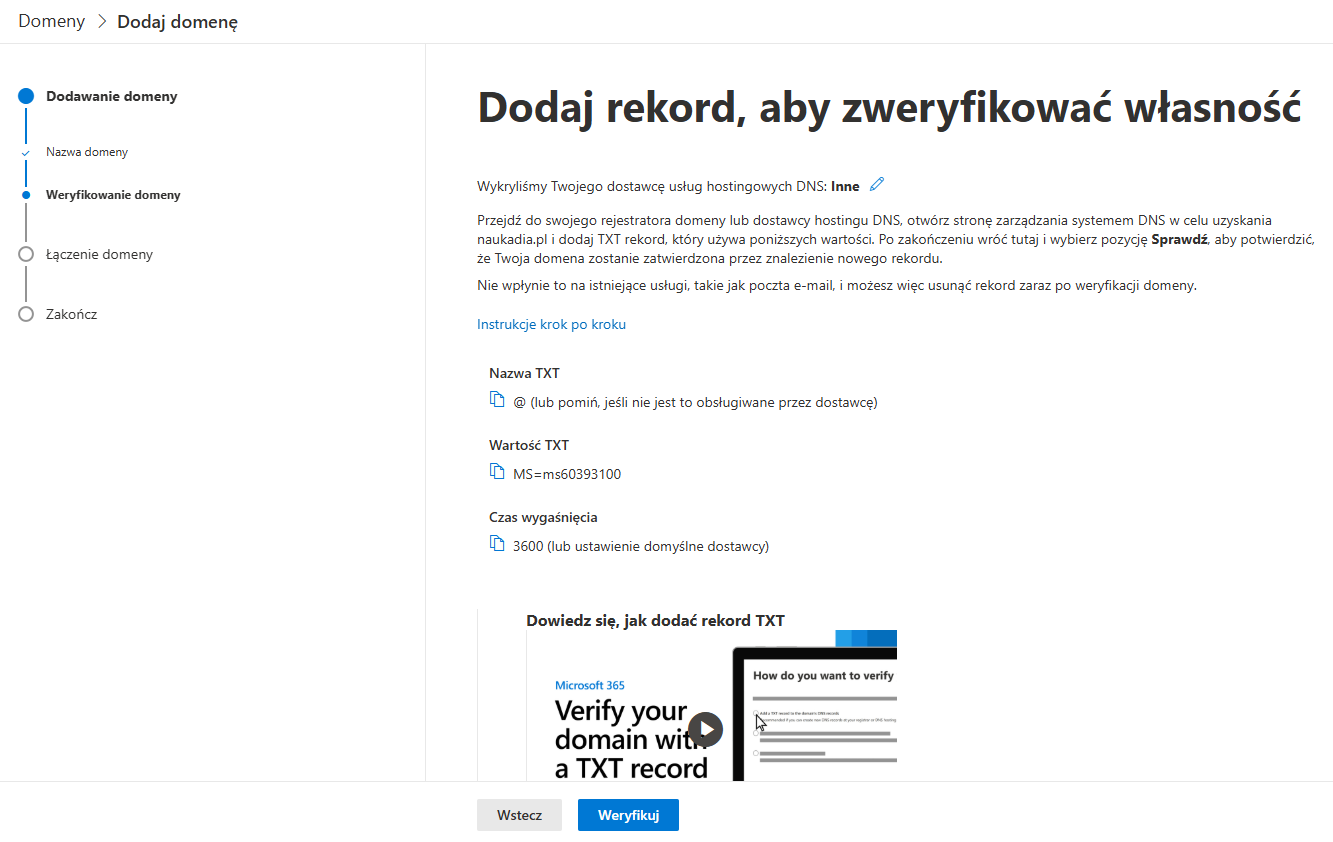 Domeny > Dodaj domenę
Dodawanie domeny
Nazwa domeny
Weryfikowanie domeny
Łączenie domeny
Zakończ
Dodaj rekord, aby zweryfikować własność
Wykryliśmy Twojego dostawcę usług hostingowych DNS: Inne
Przejdź do swojego rejestratora domeny lub dostawcy hostingu DNS, otwórz stronę zarządzania systemem DNS w celu uzyskania
naukadia.pl i dodaj TXT rekord, który używa poniższych wartości. Po zakończeniu wróć tutaj i wybierz pozycję Sprawdź, aby potwierdzić,
że Twoja domena zostanie zatwierdzona przez znalezienie nowego rekordu.
Nie wpłynie to na istniejące usługi, takie jak poczta e-mail, i możesz więc usunąć rekord zaraz po weryfikacji domeny.
Instrukcje krok po kroku
Nazwa TXT
@ (lub pomiń, jeśli nie jest to obsługiwane przez dostawcę)
Wartość TXT
MS=ms60393100
Czas wygaśnięcia
3600 (lub ustawienie domyślne dostawcy)
Dowiedz się, jak dodać rekord TXT
Microsoft 365
Verify your
domain with
a TXT record
How do you want to verify
Add a TXT record to the domain's DNS records
Wstecz
Weryfikuj